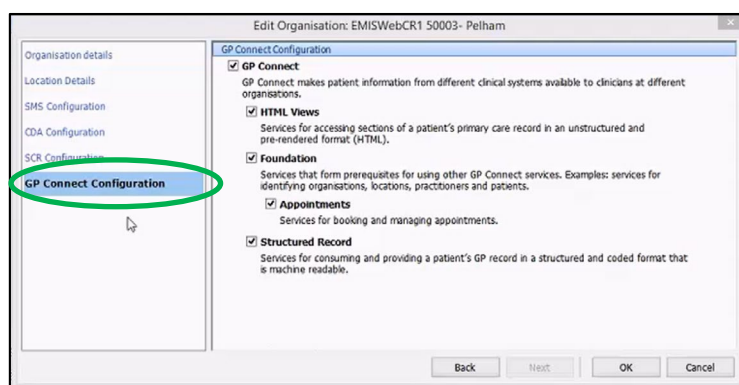 Edit Organisation: EMISWebCR1 50003- Pelham
Organisation details
Location Details
SMS Configuration
CDA Configuration
SCR Configuration
GP Connect Configuration
GP Connect Configuration
GP Connect
GP Connect makes patient information from different clinical systems available to clinicians at different
organisations.
HTML Views
Services for accessing sections of a patient's primary care record in an unstructured and
pre-rendered format (HTML).
Foundation
Services that form prerequisites for using other GP Connect services. Examples: services for
identifying organisations, locations, practitioners and patients.
Appointments
Services for booking and managing appointments.
Structured Record
Services for consuming and providing a patient's GP record in a structured and coded format that
is machine readable.
Back Next OK Cancel